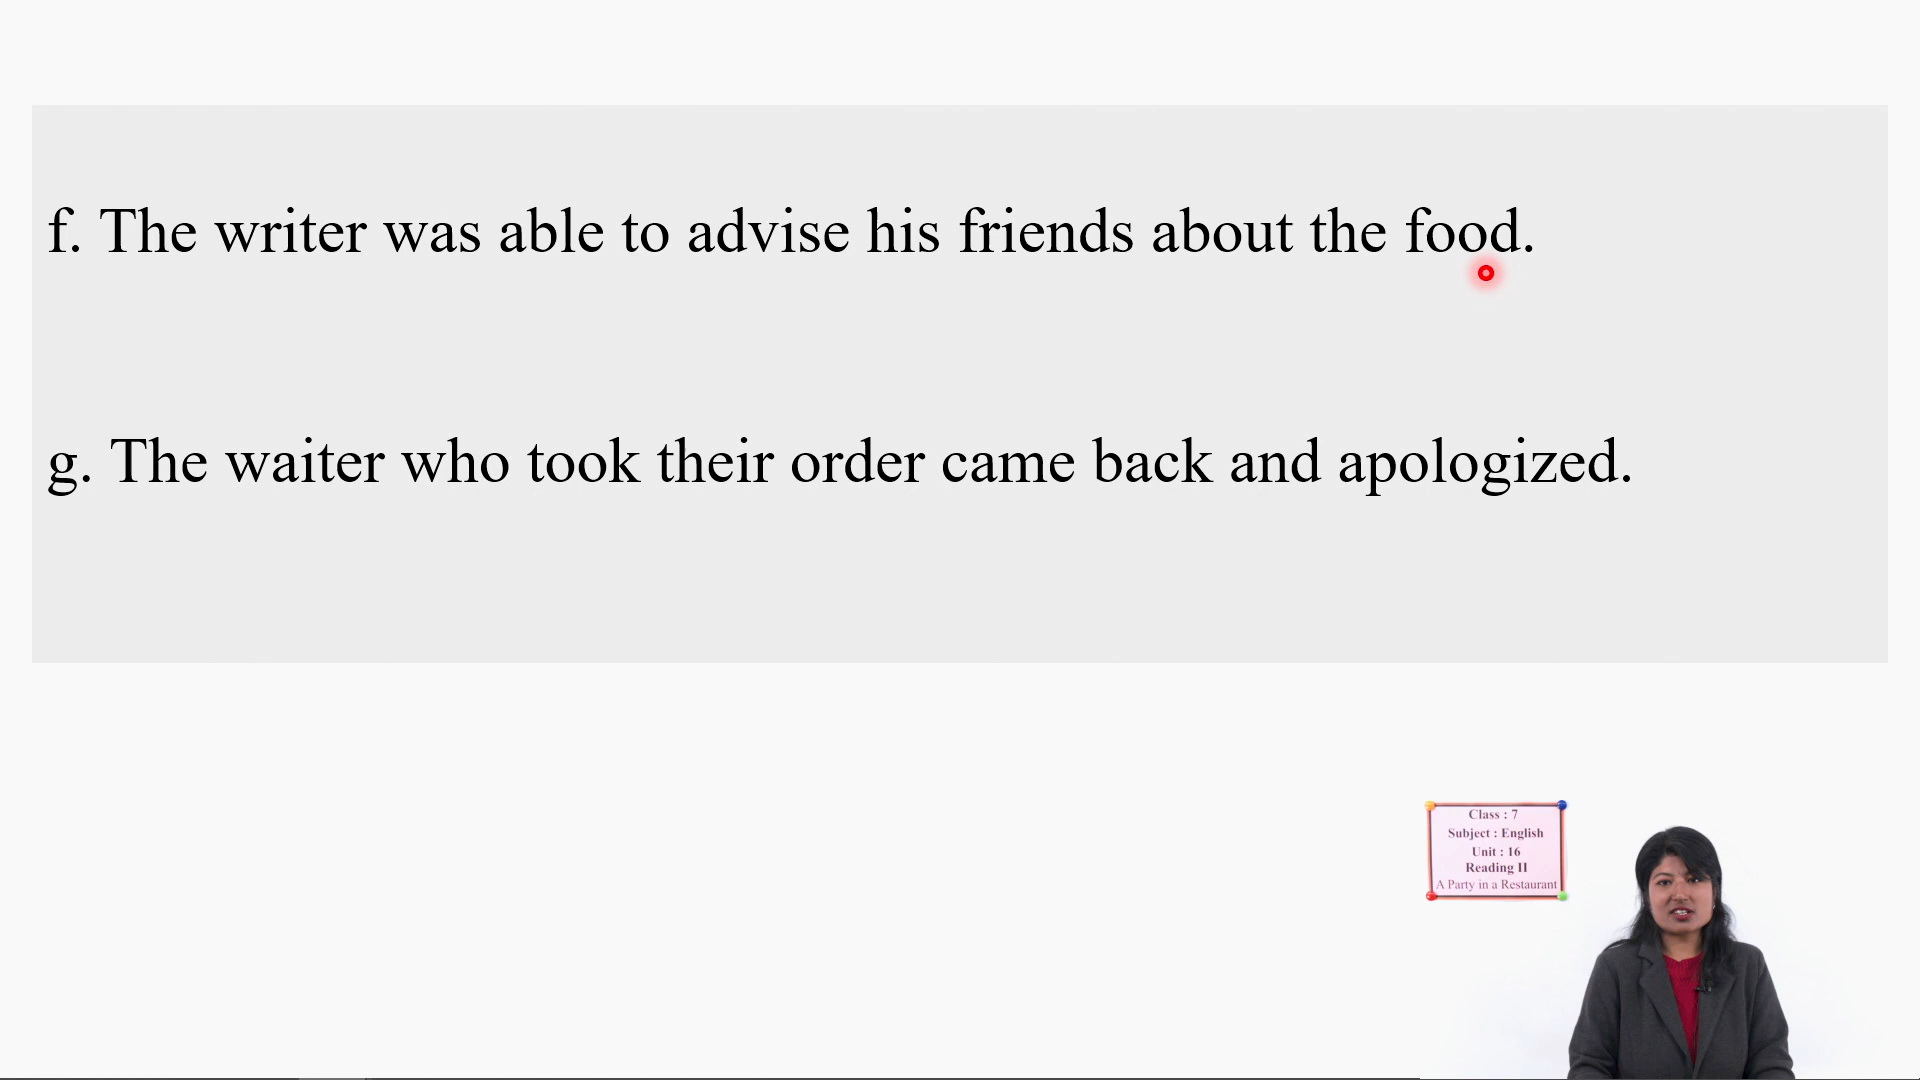 f. The writer was able to advise his friends about the food.
g. The waiter who took their order came back and apologized.
Class : 7
Subject : English
Unit : 16
Reading II
A Party in a Restaurant